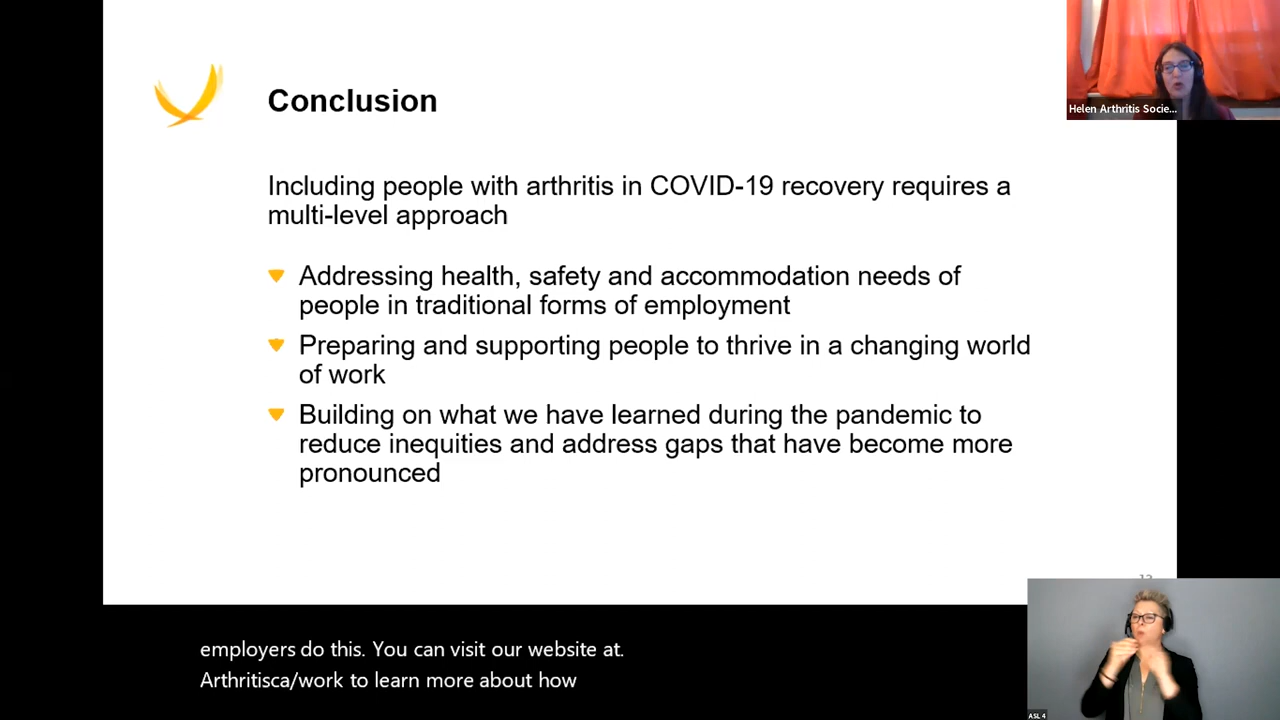 Conclusion
Helen Arthritis Socie...
Including people with arthritis in COVID-19 recovery requires a
multi-level approach
Addressing health, safety and accommodation needs of
people in traditional forms of employment
Preparing and supporting people to thrive in a changing world
of work
Building on what we have learned during the pandemic to
reduce inequities and address gaps that have become more
pronounced
employers do this. You can visit our website at.
Arthritisca/work to learn more about how
ASL 4